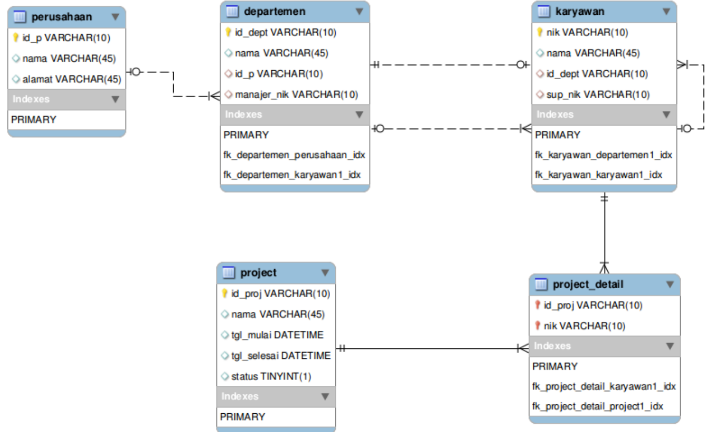 perusahaan
id_p VARCHAR(10)
nama VARCHAR(45)
alamat VARCHAR(45)
Indexes
PRIMARY
departemen
id_dept VARCHAR(10)
nama VARCHAR(45)
id_p VARCHAR(10)
manajer_nik VARCHAR(10)
Indexes
PRIMARY
fk_departemen_perusahaan_idx
fk_departemen_karyawan1_idx
karyawan
nik VARCHAR(10)
nama VARCHAR(45)
id_dept VARCHAR(10)
sup_nik VARCHAR(10)
Indexes
PRIMARY
fk_karyawan_departemen1_idx
fk_karyawan_karyawan1_idx
project
id_proj VARCHAR(10)
nama VARCHAR(45)
tgl_mulai DATETIME
tgl_selesai DATETIME
status TINYINT(1)
Indexes
PRIMARY
project_detail
id_proj VARCHAR(10)
nik VARCHAR(10)
Indexes
PRIMARY
fk_project_detail_karyawan1_idx
fk_project_detail_project1_idx